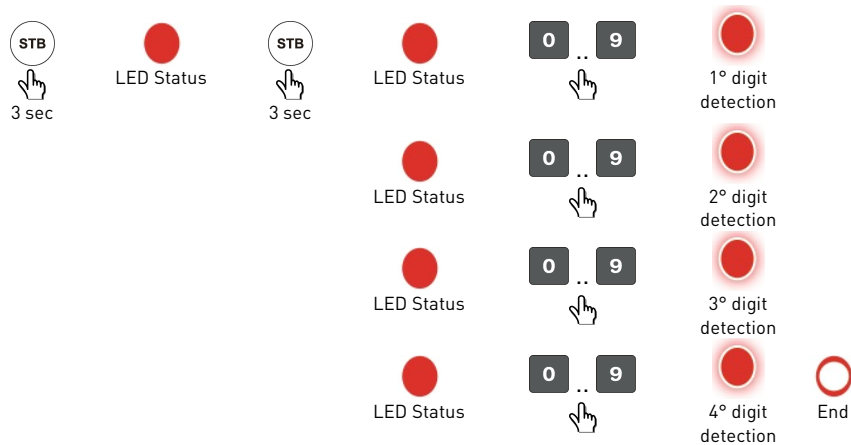 STB
STB
0 .. 9
LED Status
LED Status
1° digit
detection
3 sec
3 sec
0 .. 9
LED Status
2° digit
detection
0 .. 9
LED Status
3° digit
detection
0 .. 9
LED Status
4° digit
detection
End